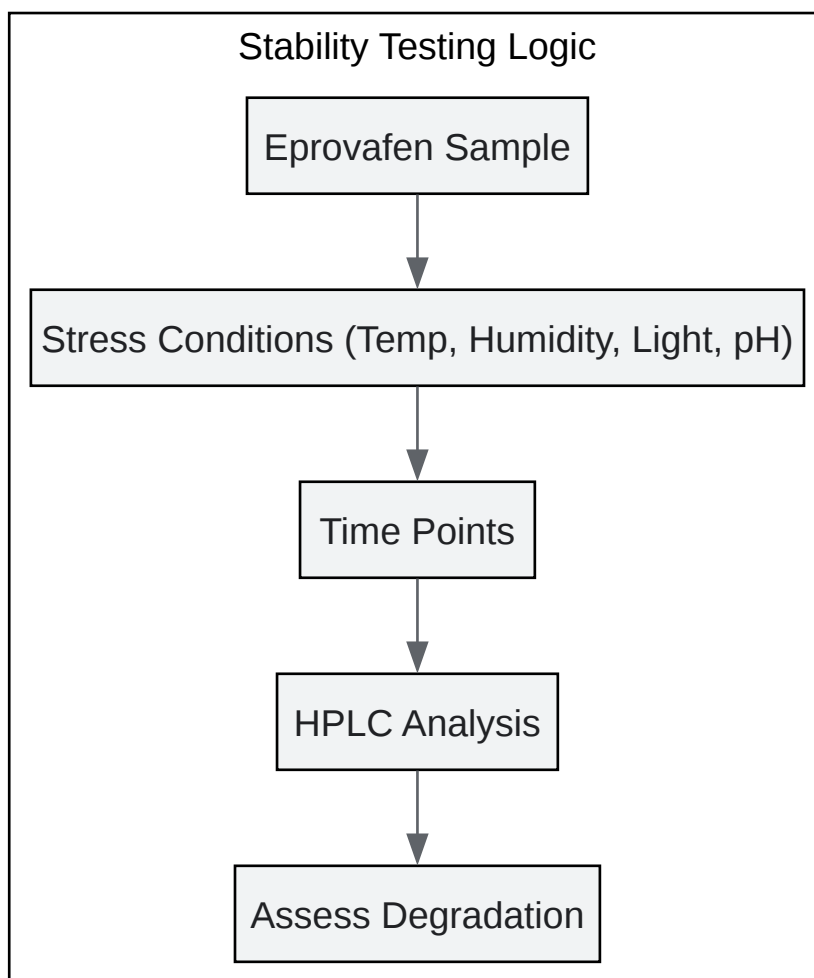 Stability Testing Logic
Eprovafen Sample
Stress Conditions (Temp, Humidity, Light, pH)
Time Points
HPLC Analysis
Assess Degradation